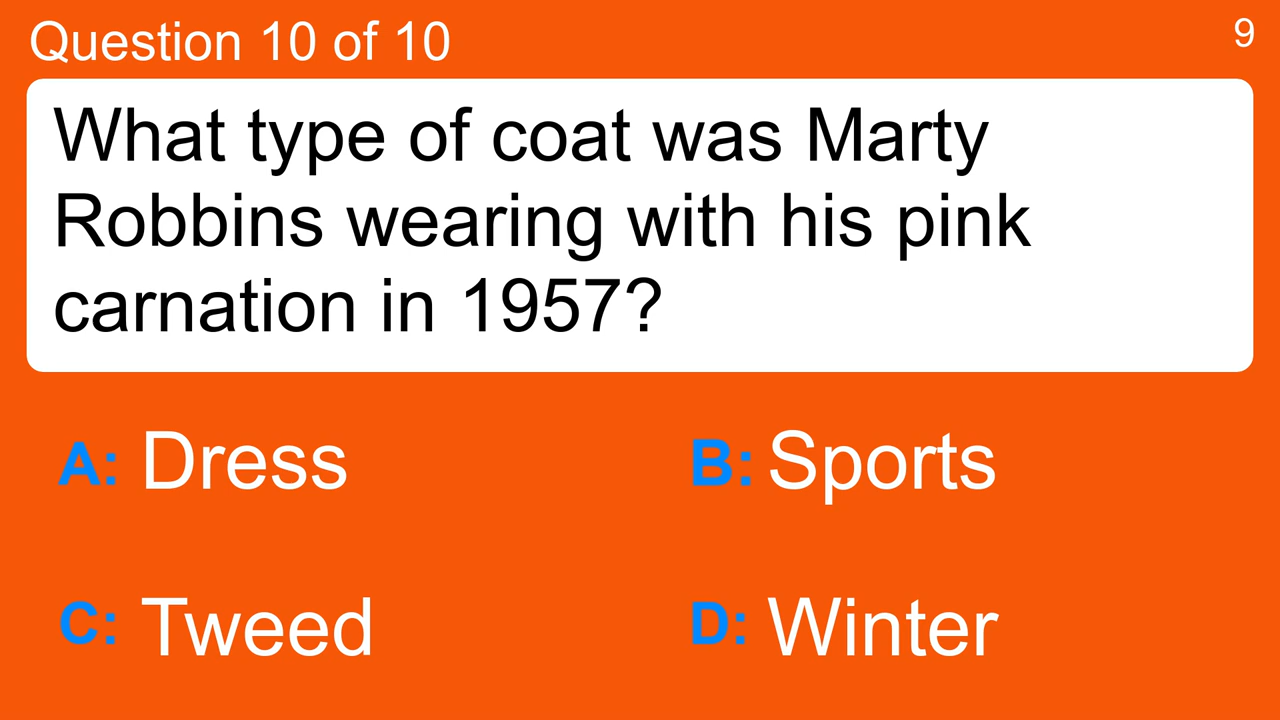 Question 10 of 10
9
What type of coat was Marty
Robbins wearing with his pink
carnation in 1957?
A: Dress
B: Sports
C: Tweed
D: Winter